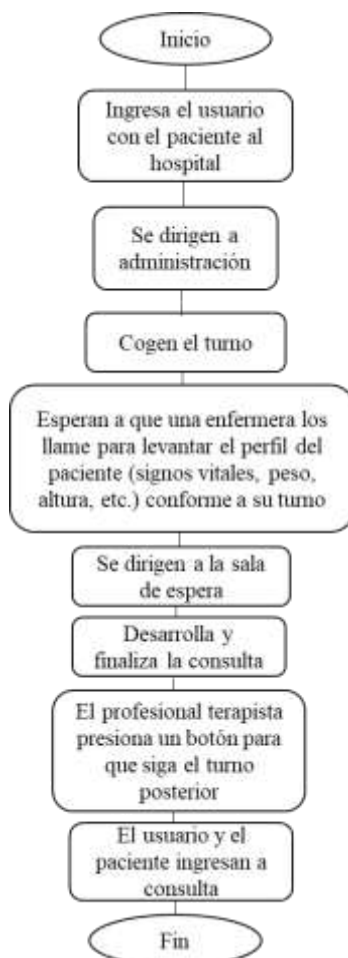 Inicio
Ingresa el usuario
con el paciente al
hospital
Se dirigen a
administración
Cogen el turno
Esperan a que una enfermera los
llame para levantar el perfil del
paciente (signos vitales, peso,
altura, etc.) conforme a su turno
Se dirigen a la sala
de espera
Desarrolla y
finaliza la consulta
El profesional terapista
presiona un botòn para
que siga el turno
posterior
El usuario y el
paciente ingresan a
consulta
Fin